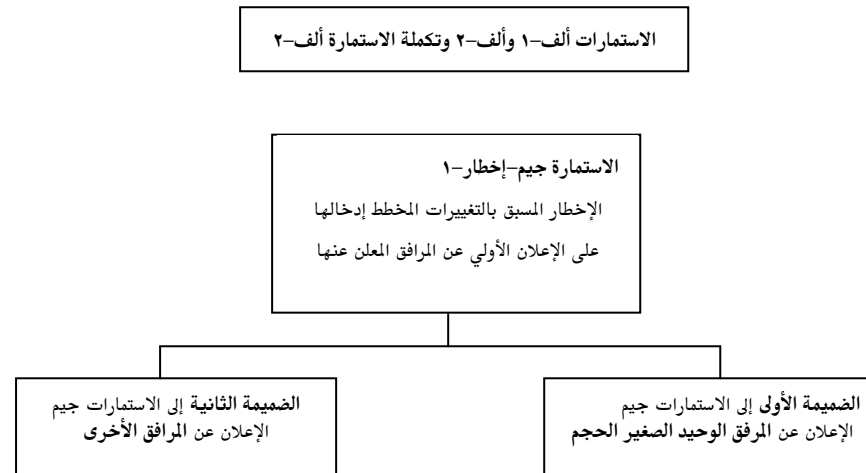 الاستمارات ألف-١ وألف-٢ وتكملة الاستمارة ألف-٢
الاستمارة جيم-إخطار-١
الإخطار المسبق بالتغييرات المخطط إدخالها
على الإعلان الأولي عن المرافق المعلن عنها
الضميمة الأولى إلى الاستمارات جيم
الإعلان عن المرفق الوحيد الصغير الحجم
الضميمة الثانية إلى الاستمارات جيم
الإعلان عن المرافق الأخرى